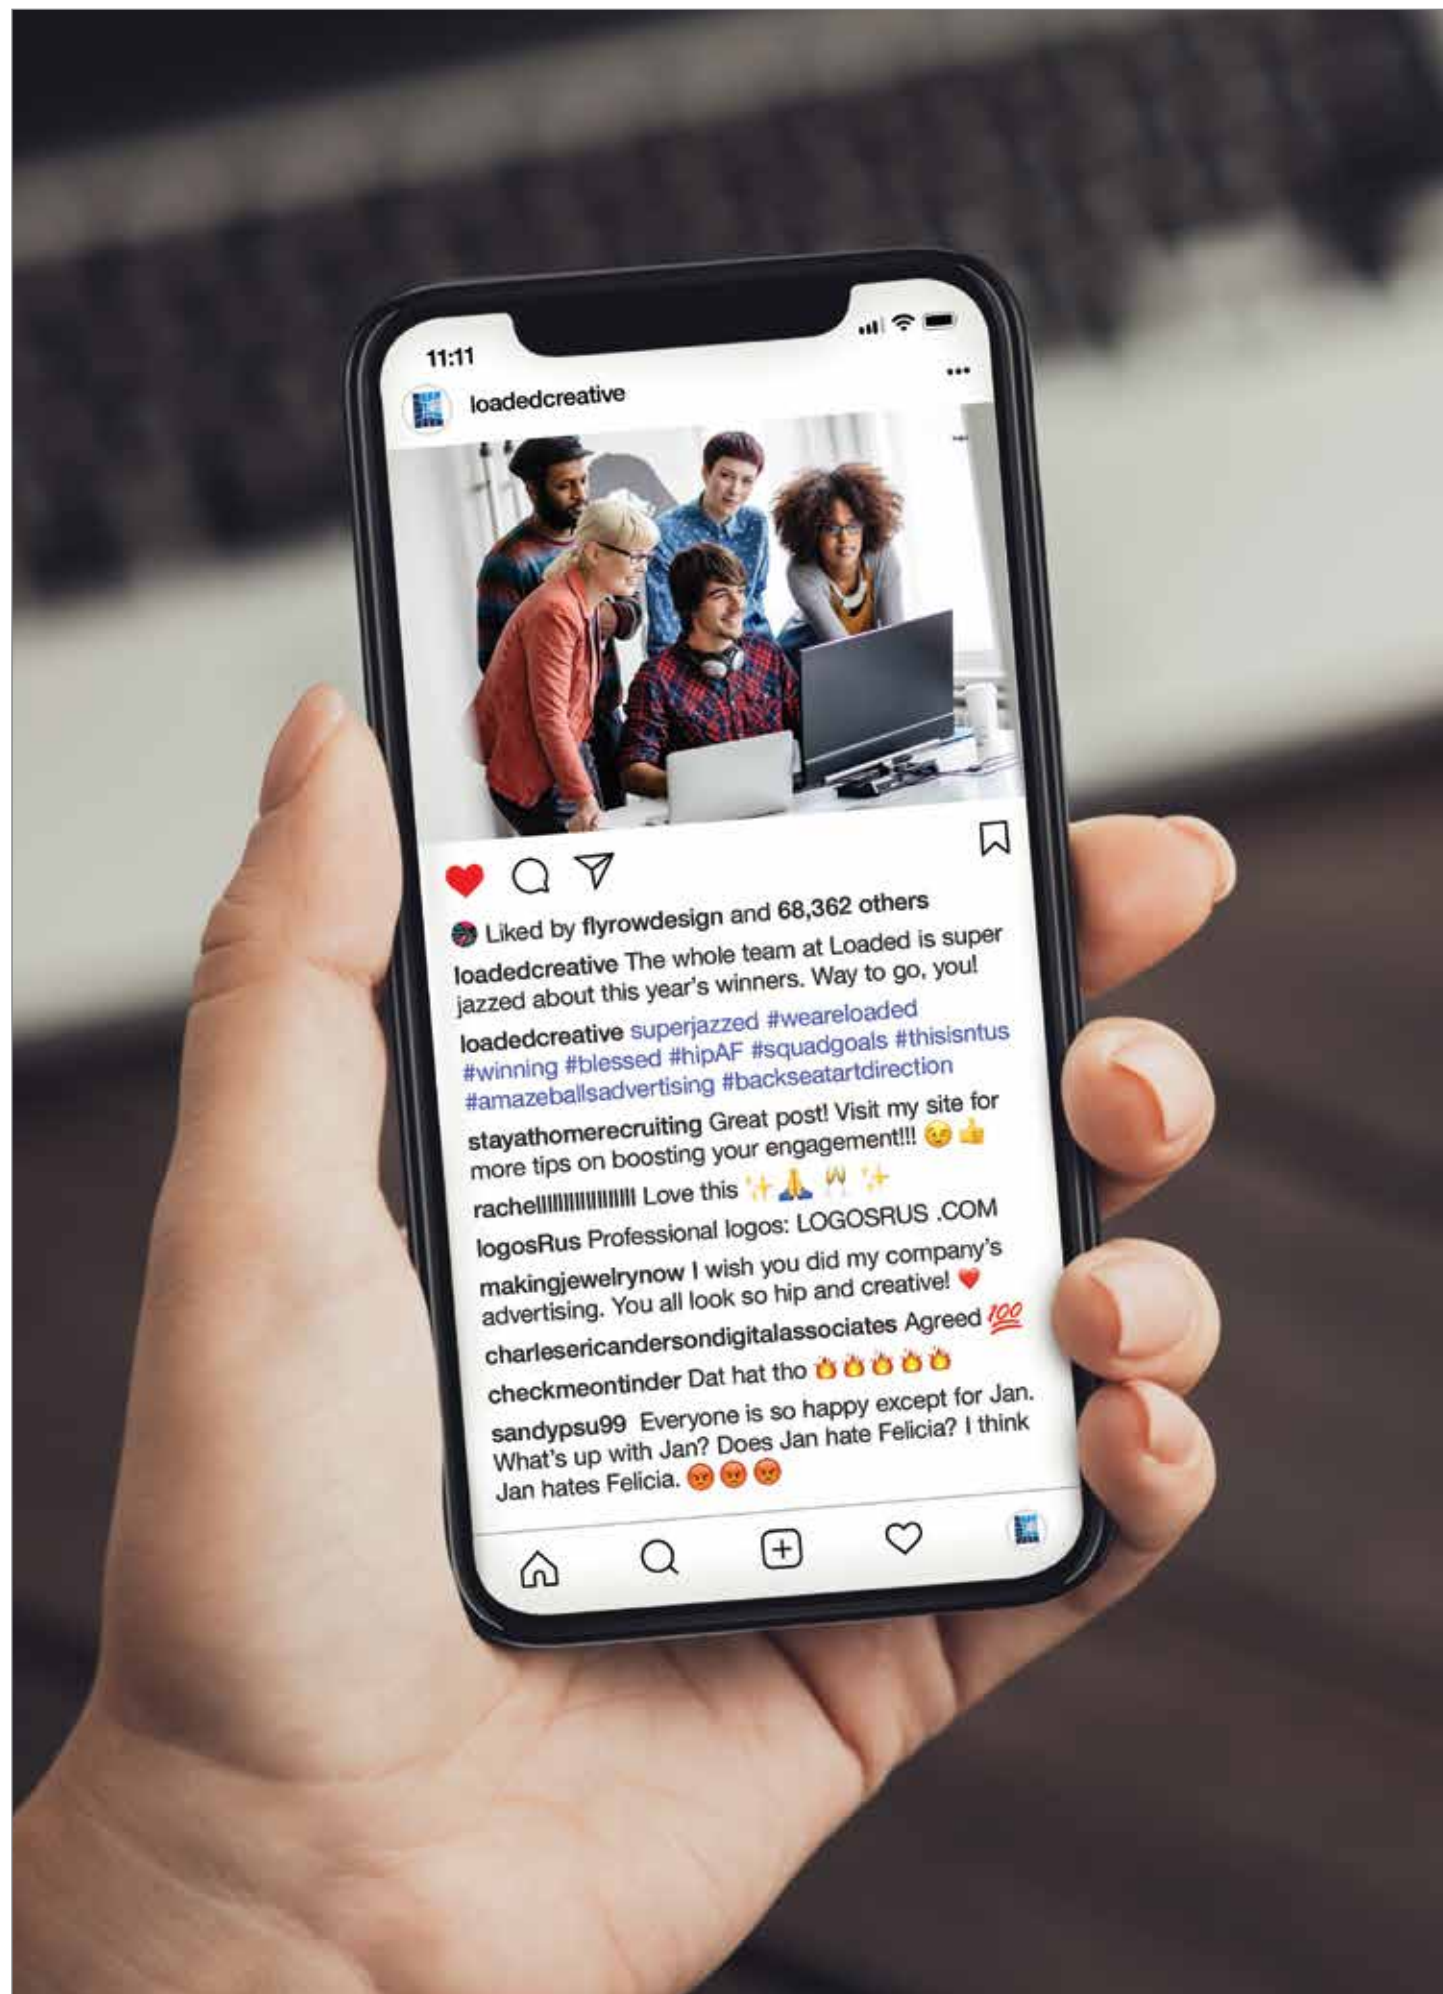 11:11
loadedcreative
Liked by flyrowdesign and 68,362 others
loadedcreative The whole team at Loaded is super
jazzed about this year's winners. Way to go, you!
loadedcreative superjazzed #weareloaded
#winning #blessed #hipAF #squadgoals #thisisntus
#amazeballsadvertising #backseatartdirection
stayathomerecruiting Great post! Visit my site for
more tips on boosting your engagement!!! 😉👍
Love this ✨🙏🥂✨
logosRus Professional logos: LOGOSRUS .COM
makingjewelrynow I wish you did my company's
advertising. You all look so hip and creative! ❤️
charlesericandersondigitalassociates Agreed 💯
checkmeontinder Dat hat tho 🔥🔥🔥🔥🔥
sandypsu99 Everyone is so happy except for Jan.
What's up with Jan? Does Jan hate Felicia? I think
Jan hates Felicia. 😡😡😡